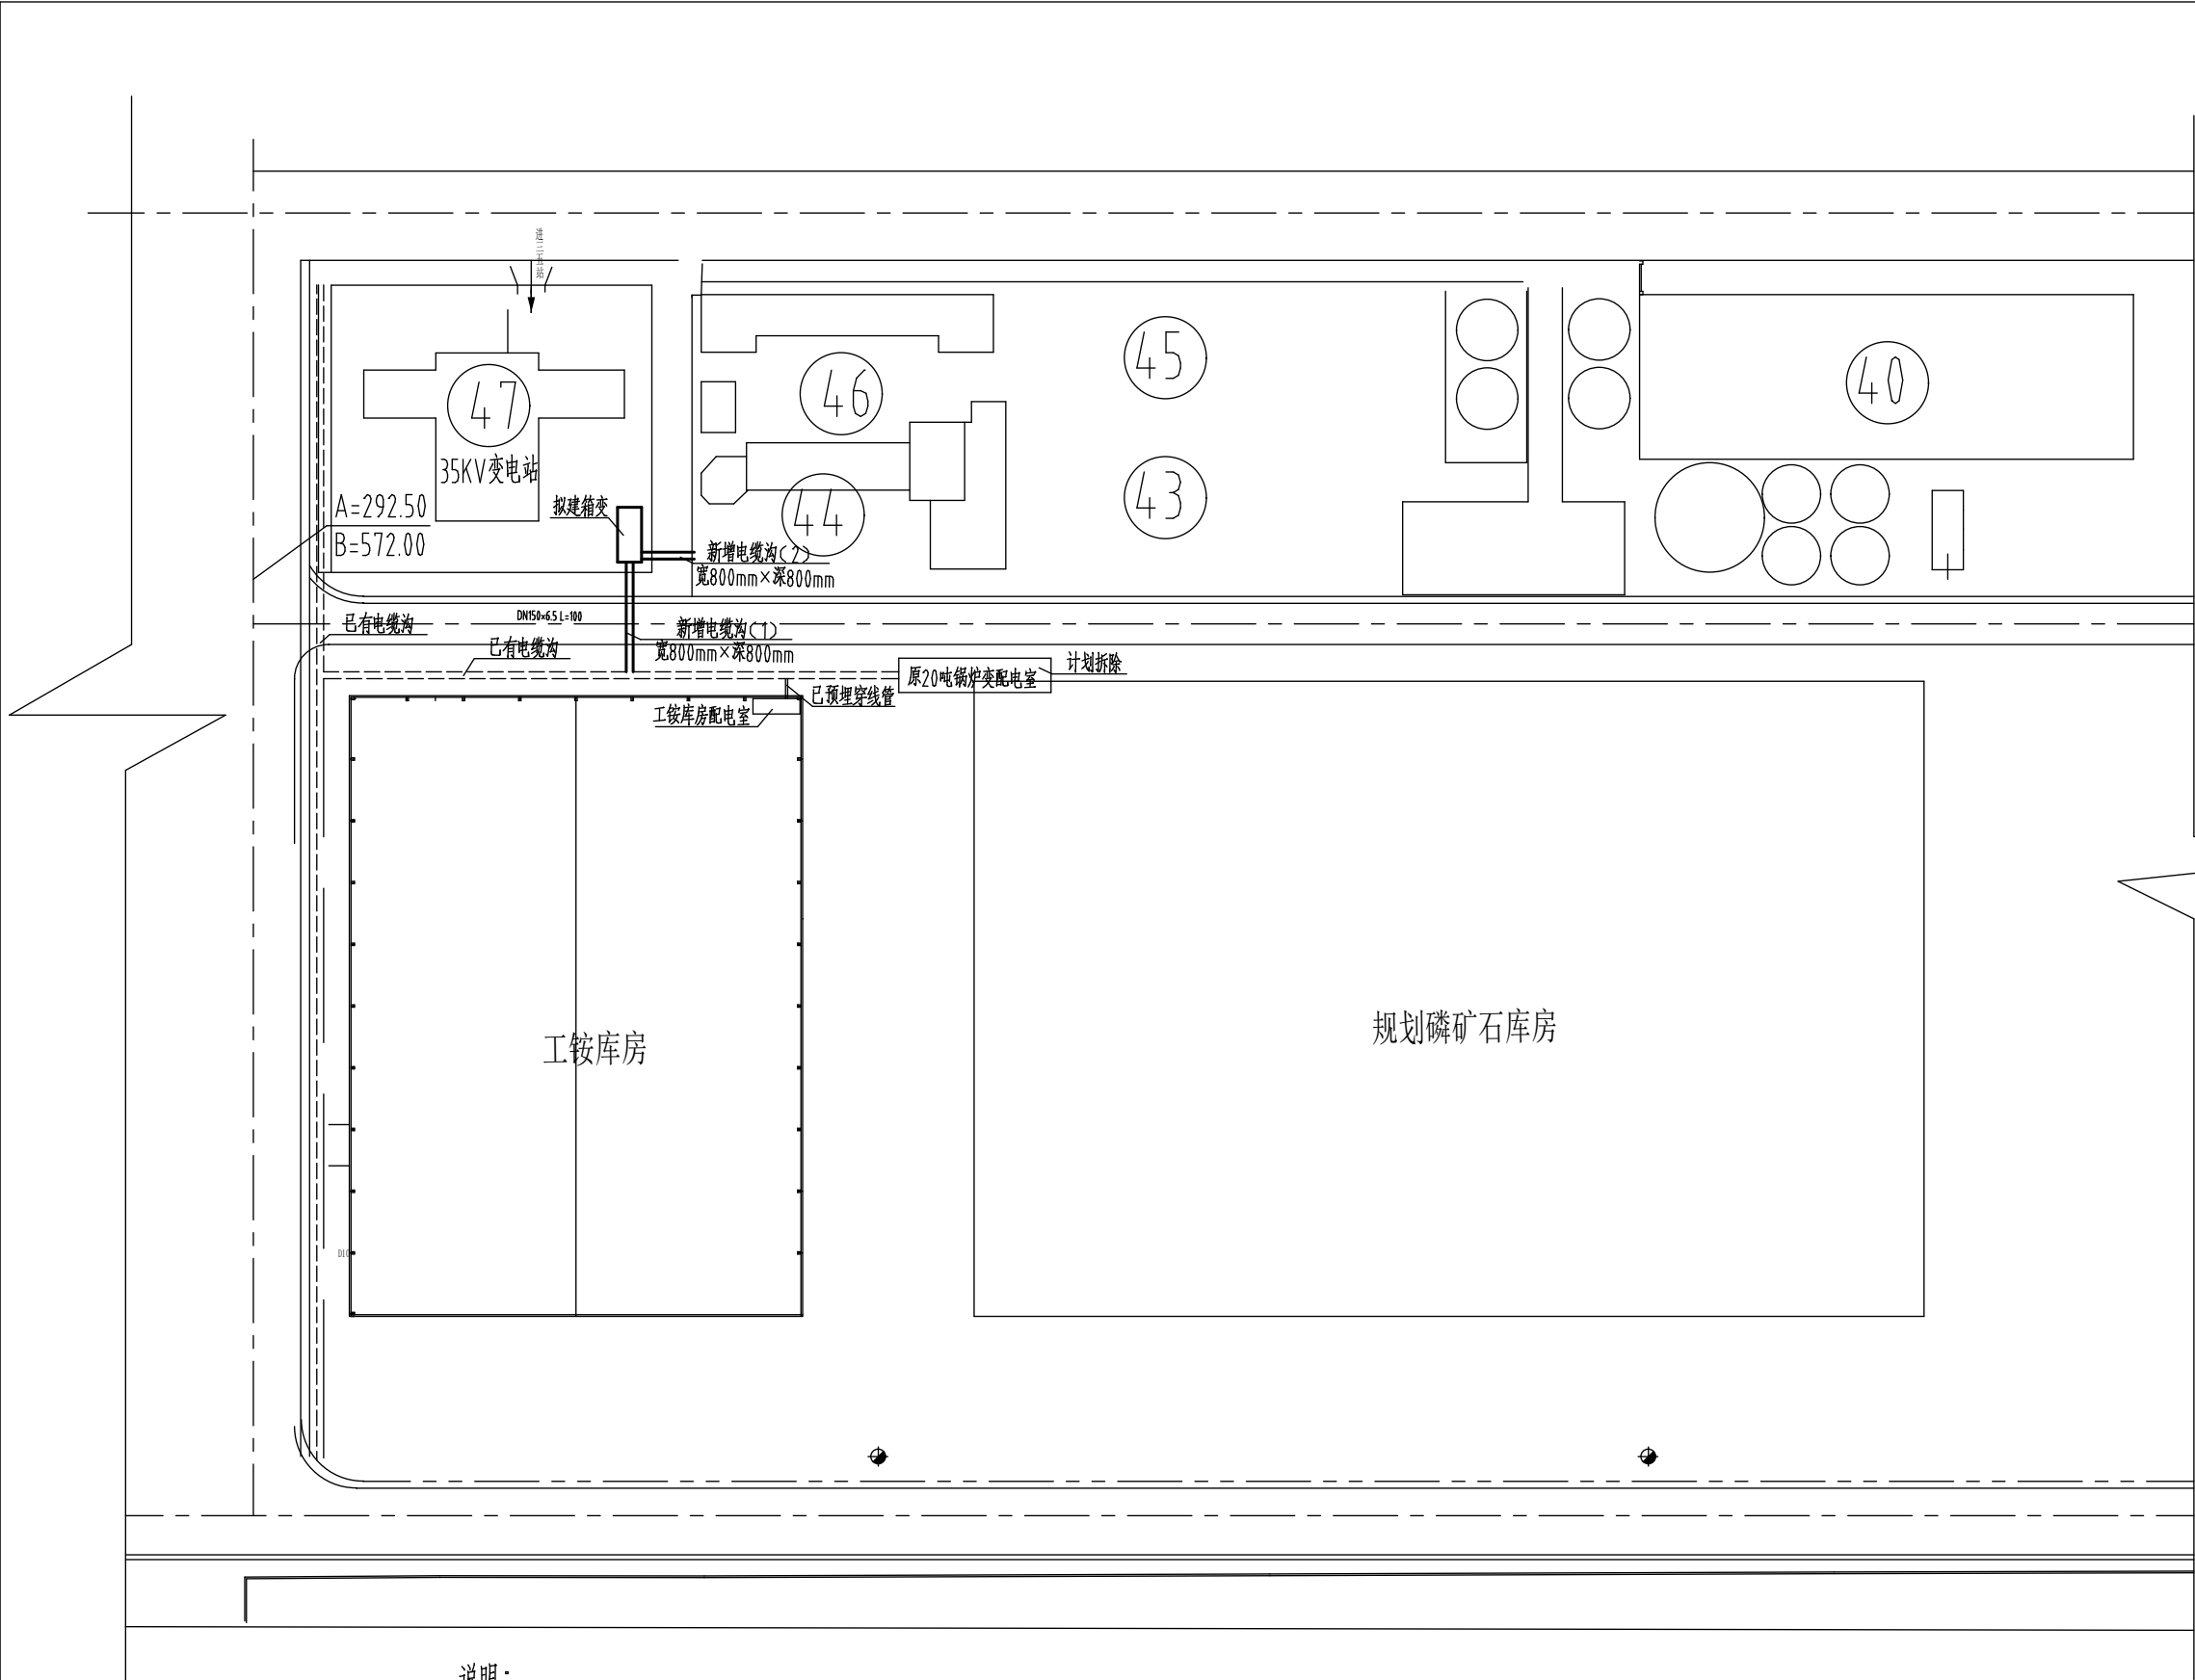 进三五站
45
40
46
47
35KV变电站
43
44
A=292.50
B=572.00
拟建箱变
新增电缆沟(2)
宽800mm×深800mm
DN150×6.5 L=100
已有电缆沟
新增电缆沟(1)
宽800mm×深800mm
已有电缆沟
计划拆除
原20吨锅炉变配电室
已预埋穿线管
工铵库房配电室
工铵库房
规划磷矿石库房
D10
说明：